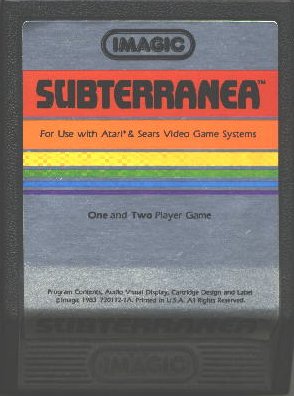 IMAGIC
SUBTERRANEA™
For Use with Atari® & Sears Video Game Systems
One and Two Player Game
Program Contents, Audio Visual Display, Cartridge Design and Label
©Imagic 1983 720112-1A. Printed in U.S.A. All Rights Reserved.
SUBTERRANEA